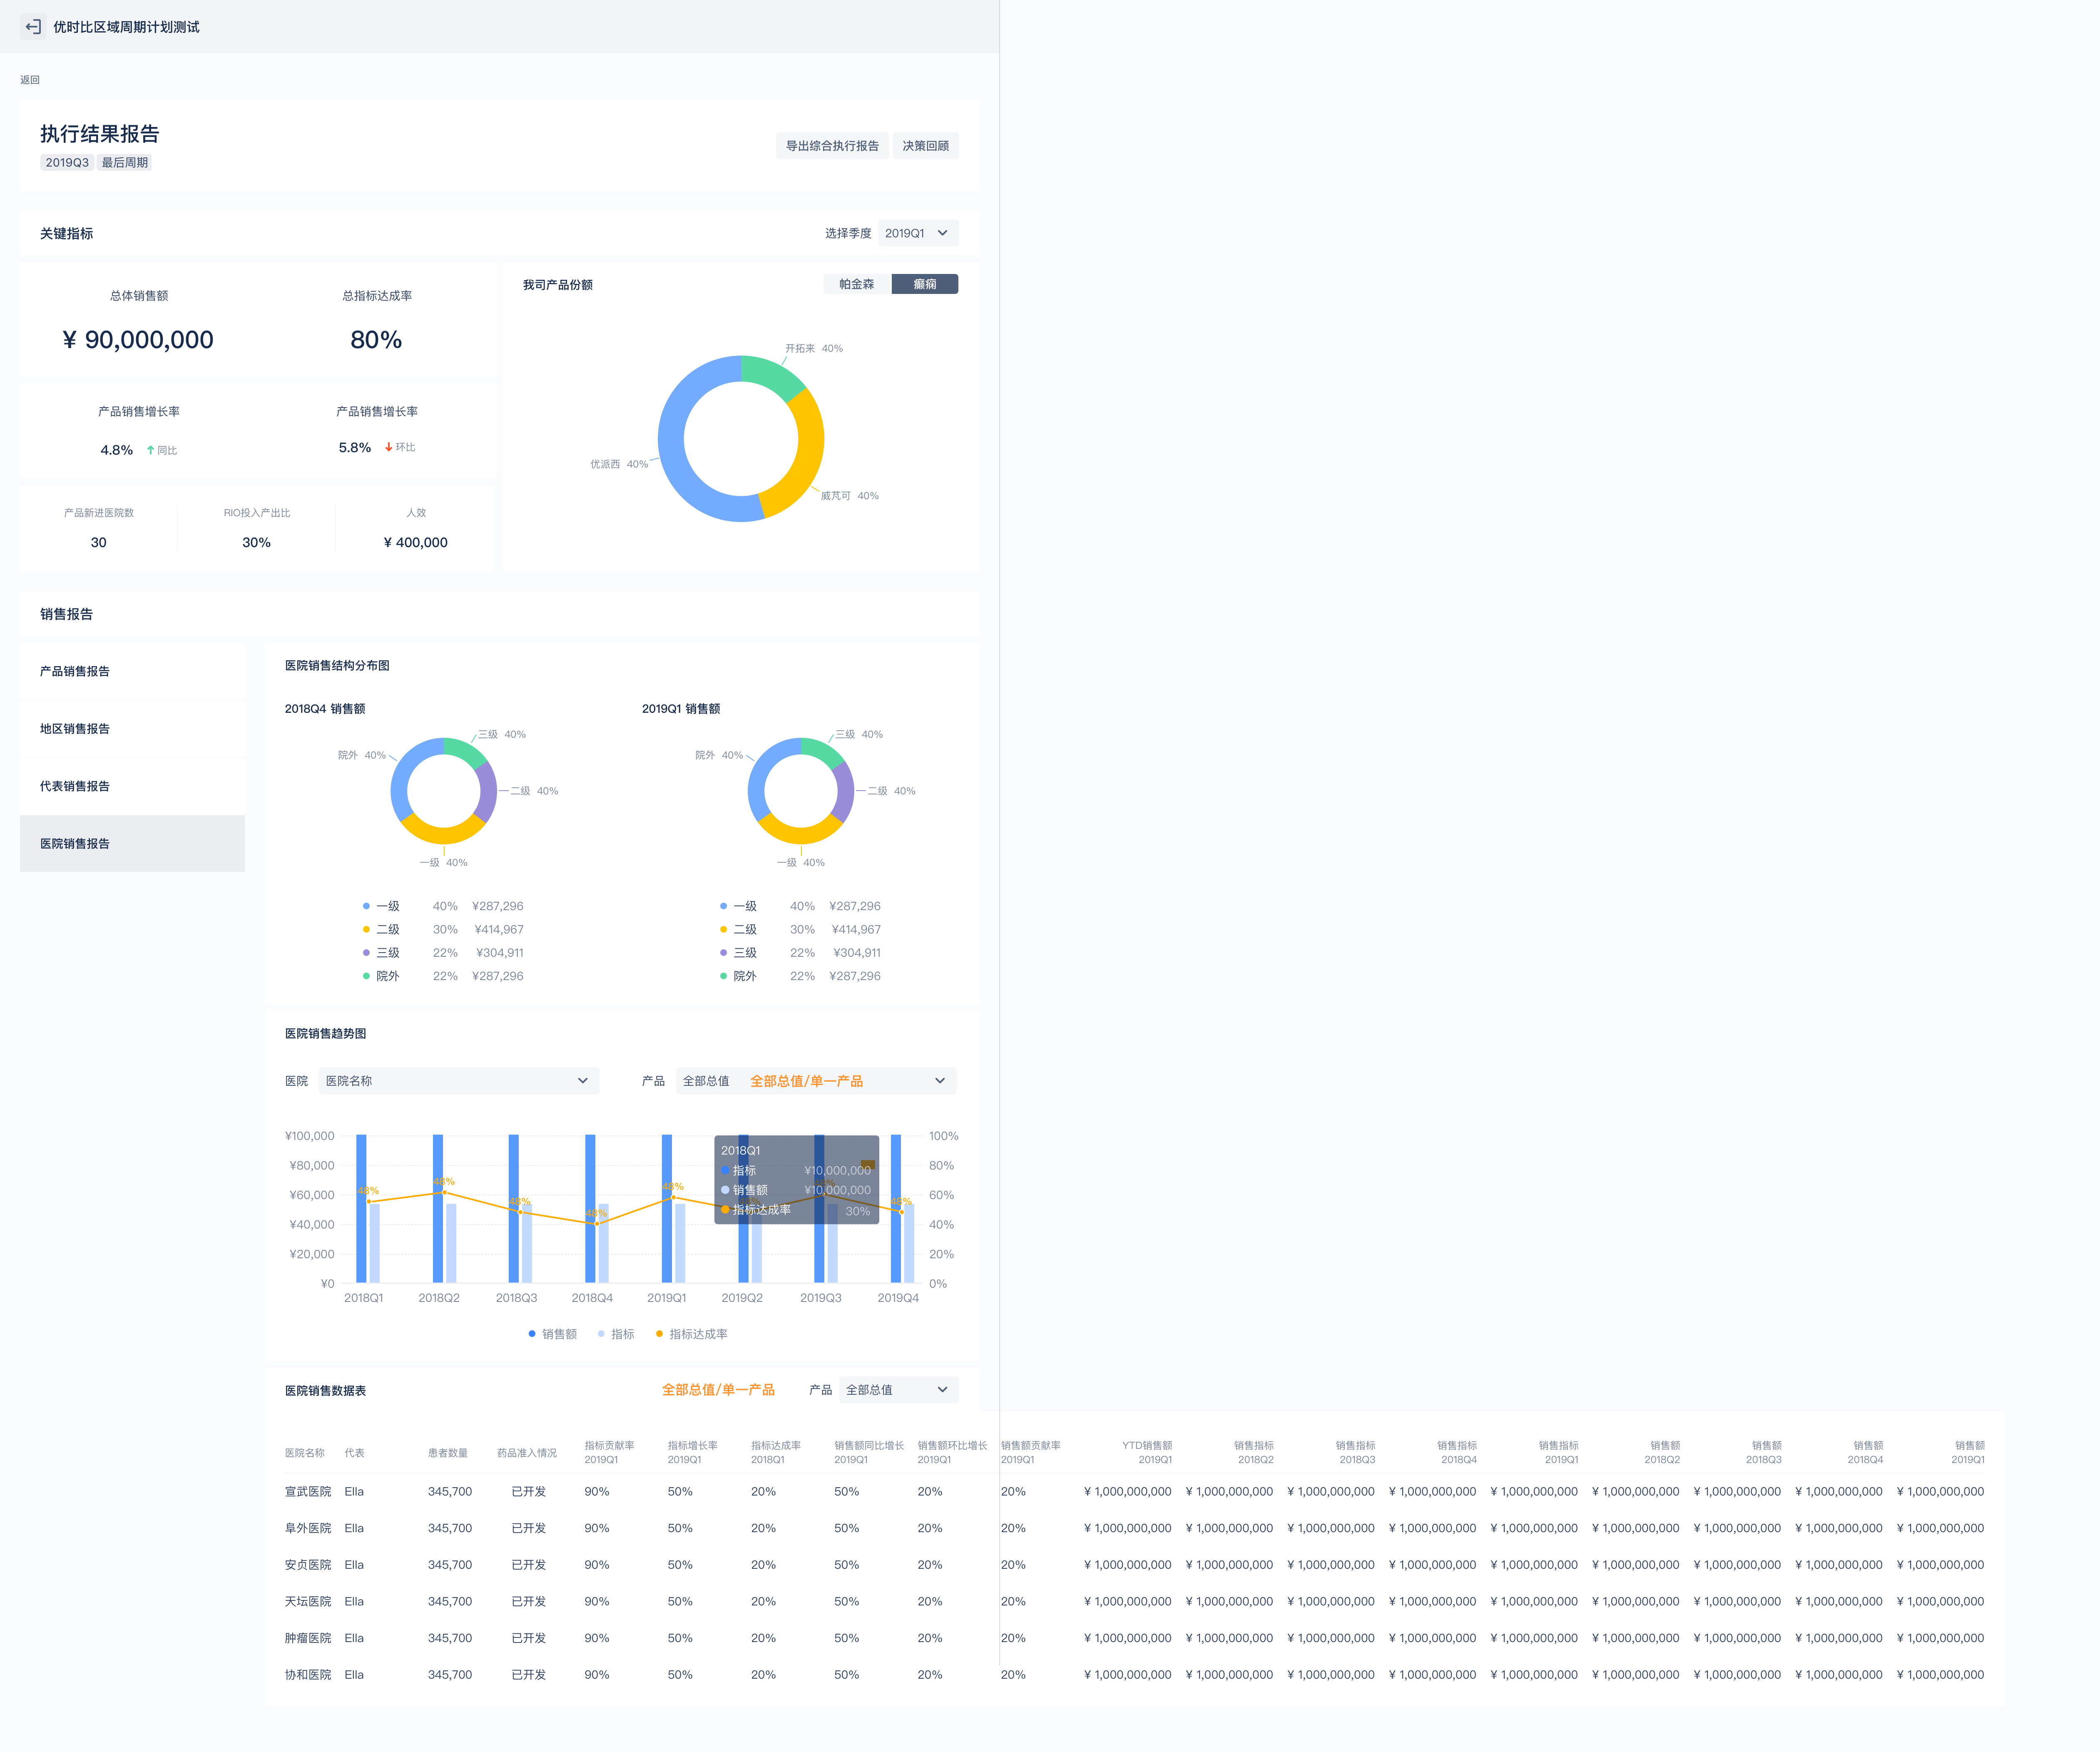 优时比区域周期计划测试
返回
执行结果报告
2019Q3 最后周期
导出综合执行报告 决策回顾
关键指标
选择季度 2019Q1
总体销售额 总指标达成率
¥ 90,000,000 80%
产品销售增长率 产品销售增长率
4.8% 同比 5.8% 环比
产品新进医院数 RIO投入产出比 人效
30 30% ¥ 400,000
我司产品份额
帕金森 癫痫
开拓来 40%
优派西 40%
威芃可 40%
销售报告
产品销售报告
地区销售报告
代表销售报告
医院销售报告
医院销售结构分布图
2018Q4 销售额
三级 40%
院外 40%
二级 40%
一级 40%
一级 40% ¥287,296
二级 30% ¥414,967
三级 22% ¥304,911
院外 22% ¥287,296
2019Q1 销售额
三级 40%
院外 40%
二级 40%
一级 40%
一级 40% ¥287,296
二级 30% ¥414,967
三级 22% ¥304,911
院外 22% ¥287,296
医院销售趋势图
医院 医院名称 产品 全部总值 全部总值/单一产品
¥100,000 100%
¥80,000 80%
¥60,000 60%
¥40,000 40%
¥20,000 20%
¥0 0%
48% 48% 48% 48% 48% 48%
2018Q1
指标 ¥10,000,000
销售额 ¥10,000,000
指标达成率 30%
2018Q1 2018Q2 2018Q3 2018Q4 2019Q1 2019Q2 2019Q3 2019Q4
销售额 指标 指标达成率
医院销售数据表 全部总值/单一产品 产品 全部总值
医院名称 代表 患者数量 药品准入情况 指标贡献率 指标增长率 指标达成率 销售额同比增长 销售额环比增长 销售额贡献率 YTD销售额 销售指标 销售指标 销售指标 销售指标 销售额 销售额 销售额 销售额
2019Q1 2019Q1 2018Q1 2019Q1 2019Q1 2019Q1 2019Q1 2018Q2 2018Q3 2018Q4 2019Q1 2018Q2 2018Q3 2018Q4 2019Q1
宣武医院 Ella 345,700 已开发 90% 50% 20% 50% 20% 20% ¥ 1,000,000,000 ¥ 1,000,000,000 ¥ 1,000,000,000 ¥ 1,000,000,000 ¥ 1,000,000,000 ¥ 1,000,000,000 ¥ 1,000,000,000 ¥ 1,000,000,000 ¥ 1,000,000,000
阜外医院 Ella 345,700 已开发 90% 50% 20% 50% 20% 20% ¥ 1,000,000,000 ¥ 1,000,000,000 ¥ 1,000,000,000 ¥ 1,000,000,000 ¥ 1,000,000,000 ¥ 1,000,000,000 ¥ 1,000,000,000 ¥ 1,000,000,000 ¥ 1,000,000,000
安贞医院 Ella 345,700 已开发 90% 50% 20% 50% 20% 20% ¥ 1,000,000,000 ¥ 1,000,000,000 ¥ 1,000,000,000 ¥ 1,000,000,000 ¥ 1,000,000,000 ¥ 1,000,000,000 ¥ 1,000,000,000 ¥ 1,000,000,000 ¥ 1,000,000,000
天坛医院 Ella 345,700 已开发 90% 50% 20% 50% 20% 20% ¥ 1,000,000,000 ¥ 1,000,000,000 ¥ 1,000,000,000 ¥ 1,000,000,000 ¥ 1,000,000,000 ¥ 1,000,000,000 ¥ 1,000,000,000 ¥ 1,000,000,000 ¥ 1,000,000,000
肿瘤医院 Ella 345,700 已开发 90% 50% 20% 50% 20% 20% ¥ 1,000,000,000 ¥ 1,000,000,000 ¥ 1,000,000,000 ¥ 1,000,000,000 ¥ 1,000,000,000 ¥ 1,000,000,000 ¥ 1,000,000,000 ¥ 1,000,000,000 ¥ 1,000,000,000
协和医院 Ella 345,700 已开发 90% 50% 20% 50% 20% 20% ¥ 1,000,000,000 ¥ 1,000,000,000 ¥ 1,000,000,000 ¥ 1,000,000,000 ¥ 1,000,000,000 ¥ 1,000,000,000 ¥ 1,000,000,000 ¥ 1,000,000,000 ¥ 1,000,000,000